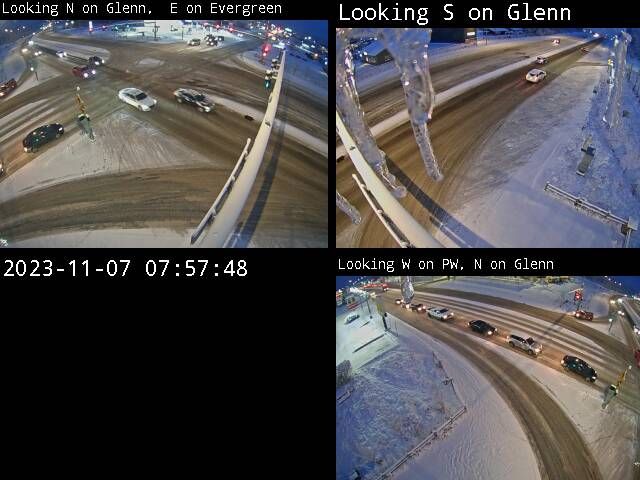 Looking N on Glenn, E on Evergreen
Looking S on Glenn
2023-11-07 07:57:48
Looking W on PW, N on Glenn